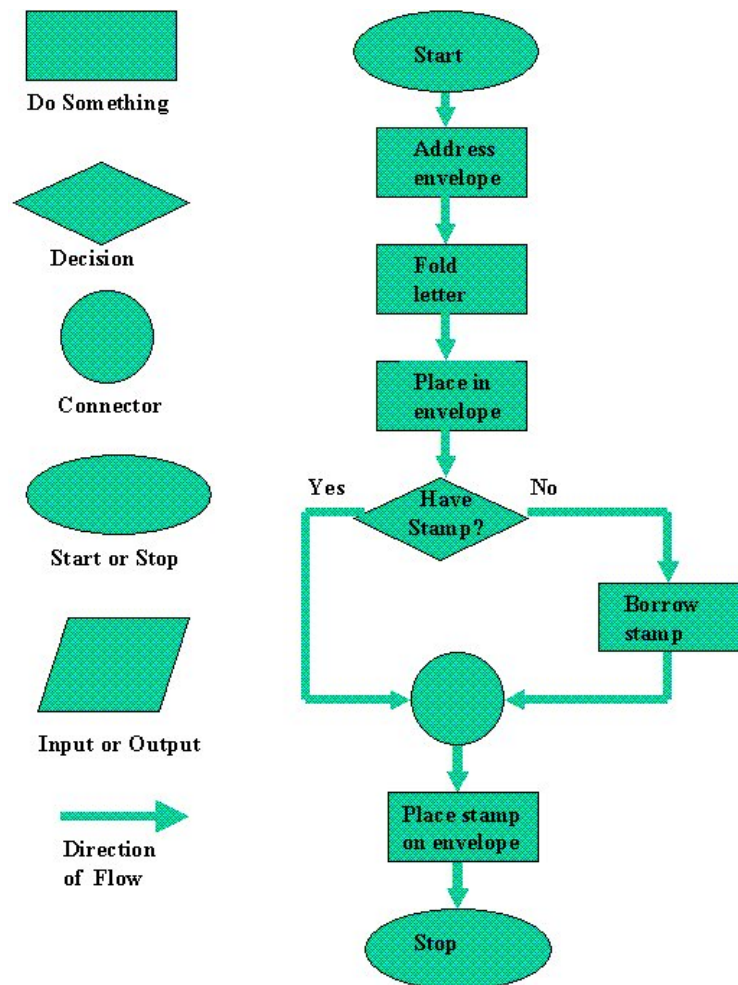 Do Something
Decision
Connector
Start or Stop
Input or Output
Direction
of Flow
Start
Address
envelope
Fold
letter
Place in
envelope
Have
Stamp?
Yes
No
Borrow
stamp
Place stamp
on envelope
Stop